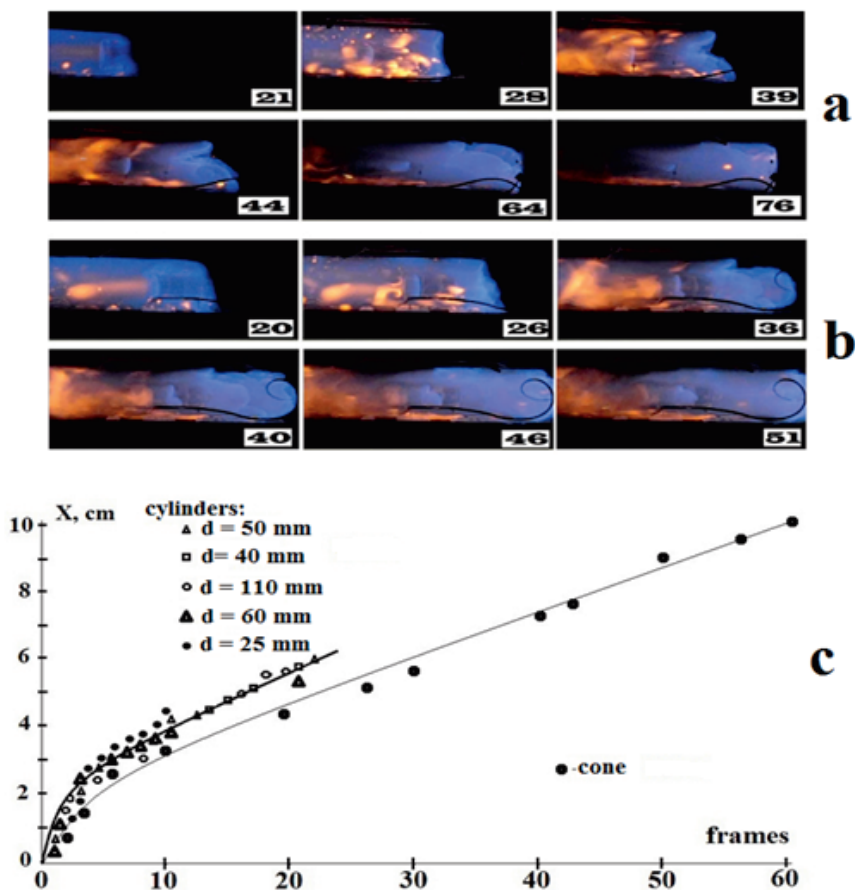 21 28 39
a
44 64 76
20 26 36
b
40 46 51
c
X, cm
cylinders:
d = 50 mm
d= 40 mm
d = 110 mm
d = 60 mm
d = 25 mm
10
8
6
4
2
0
-cone
frames
0 10 20 30 40 50 60